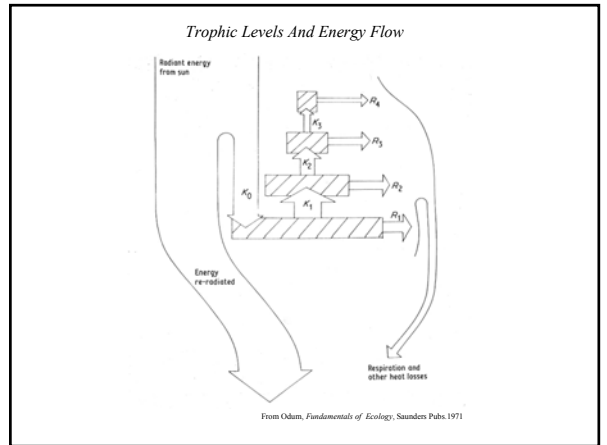 Trophic Levels And Energy Flow
Radiant energy
from sun
R4
K3
R3
K2
R2
K0
K1
R1
Energy
re-radiated
Respiration and
other heat losses
From Odum, Fundamentals of Ecology, Saunders Pubs.1971